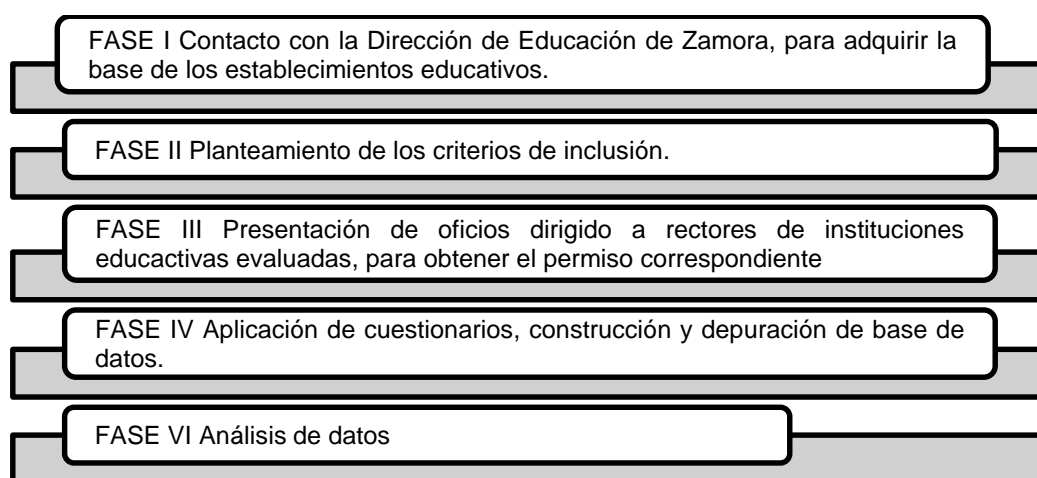 FASE I Contacto con la Dirección de Educación de Zamora, para adquirir la
base de los establecimientos educativos.
FASE II Planteamiento de los criterios de inclusión.
FASE III Presentación de oficios dirigido a rectores de instituciones
educactivas evaluadas, para obtener el permiso correspondiente
FASE IV Aplicación de cuestionarios, construcción y depuración de base de
datos.
FASE VI Análisis de datos